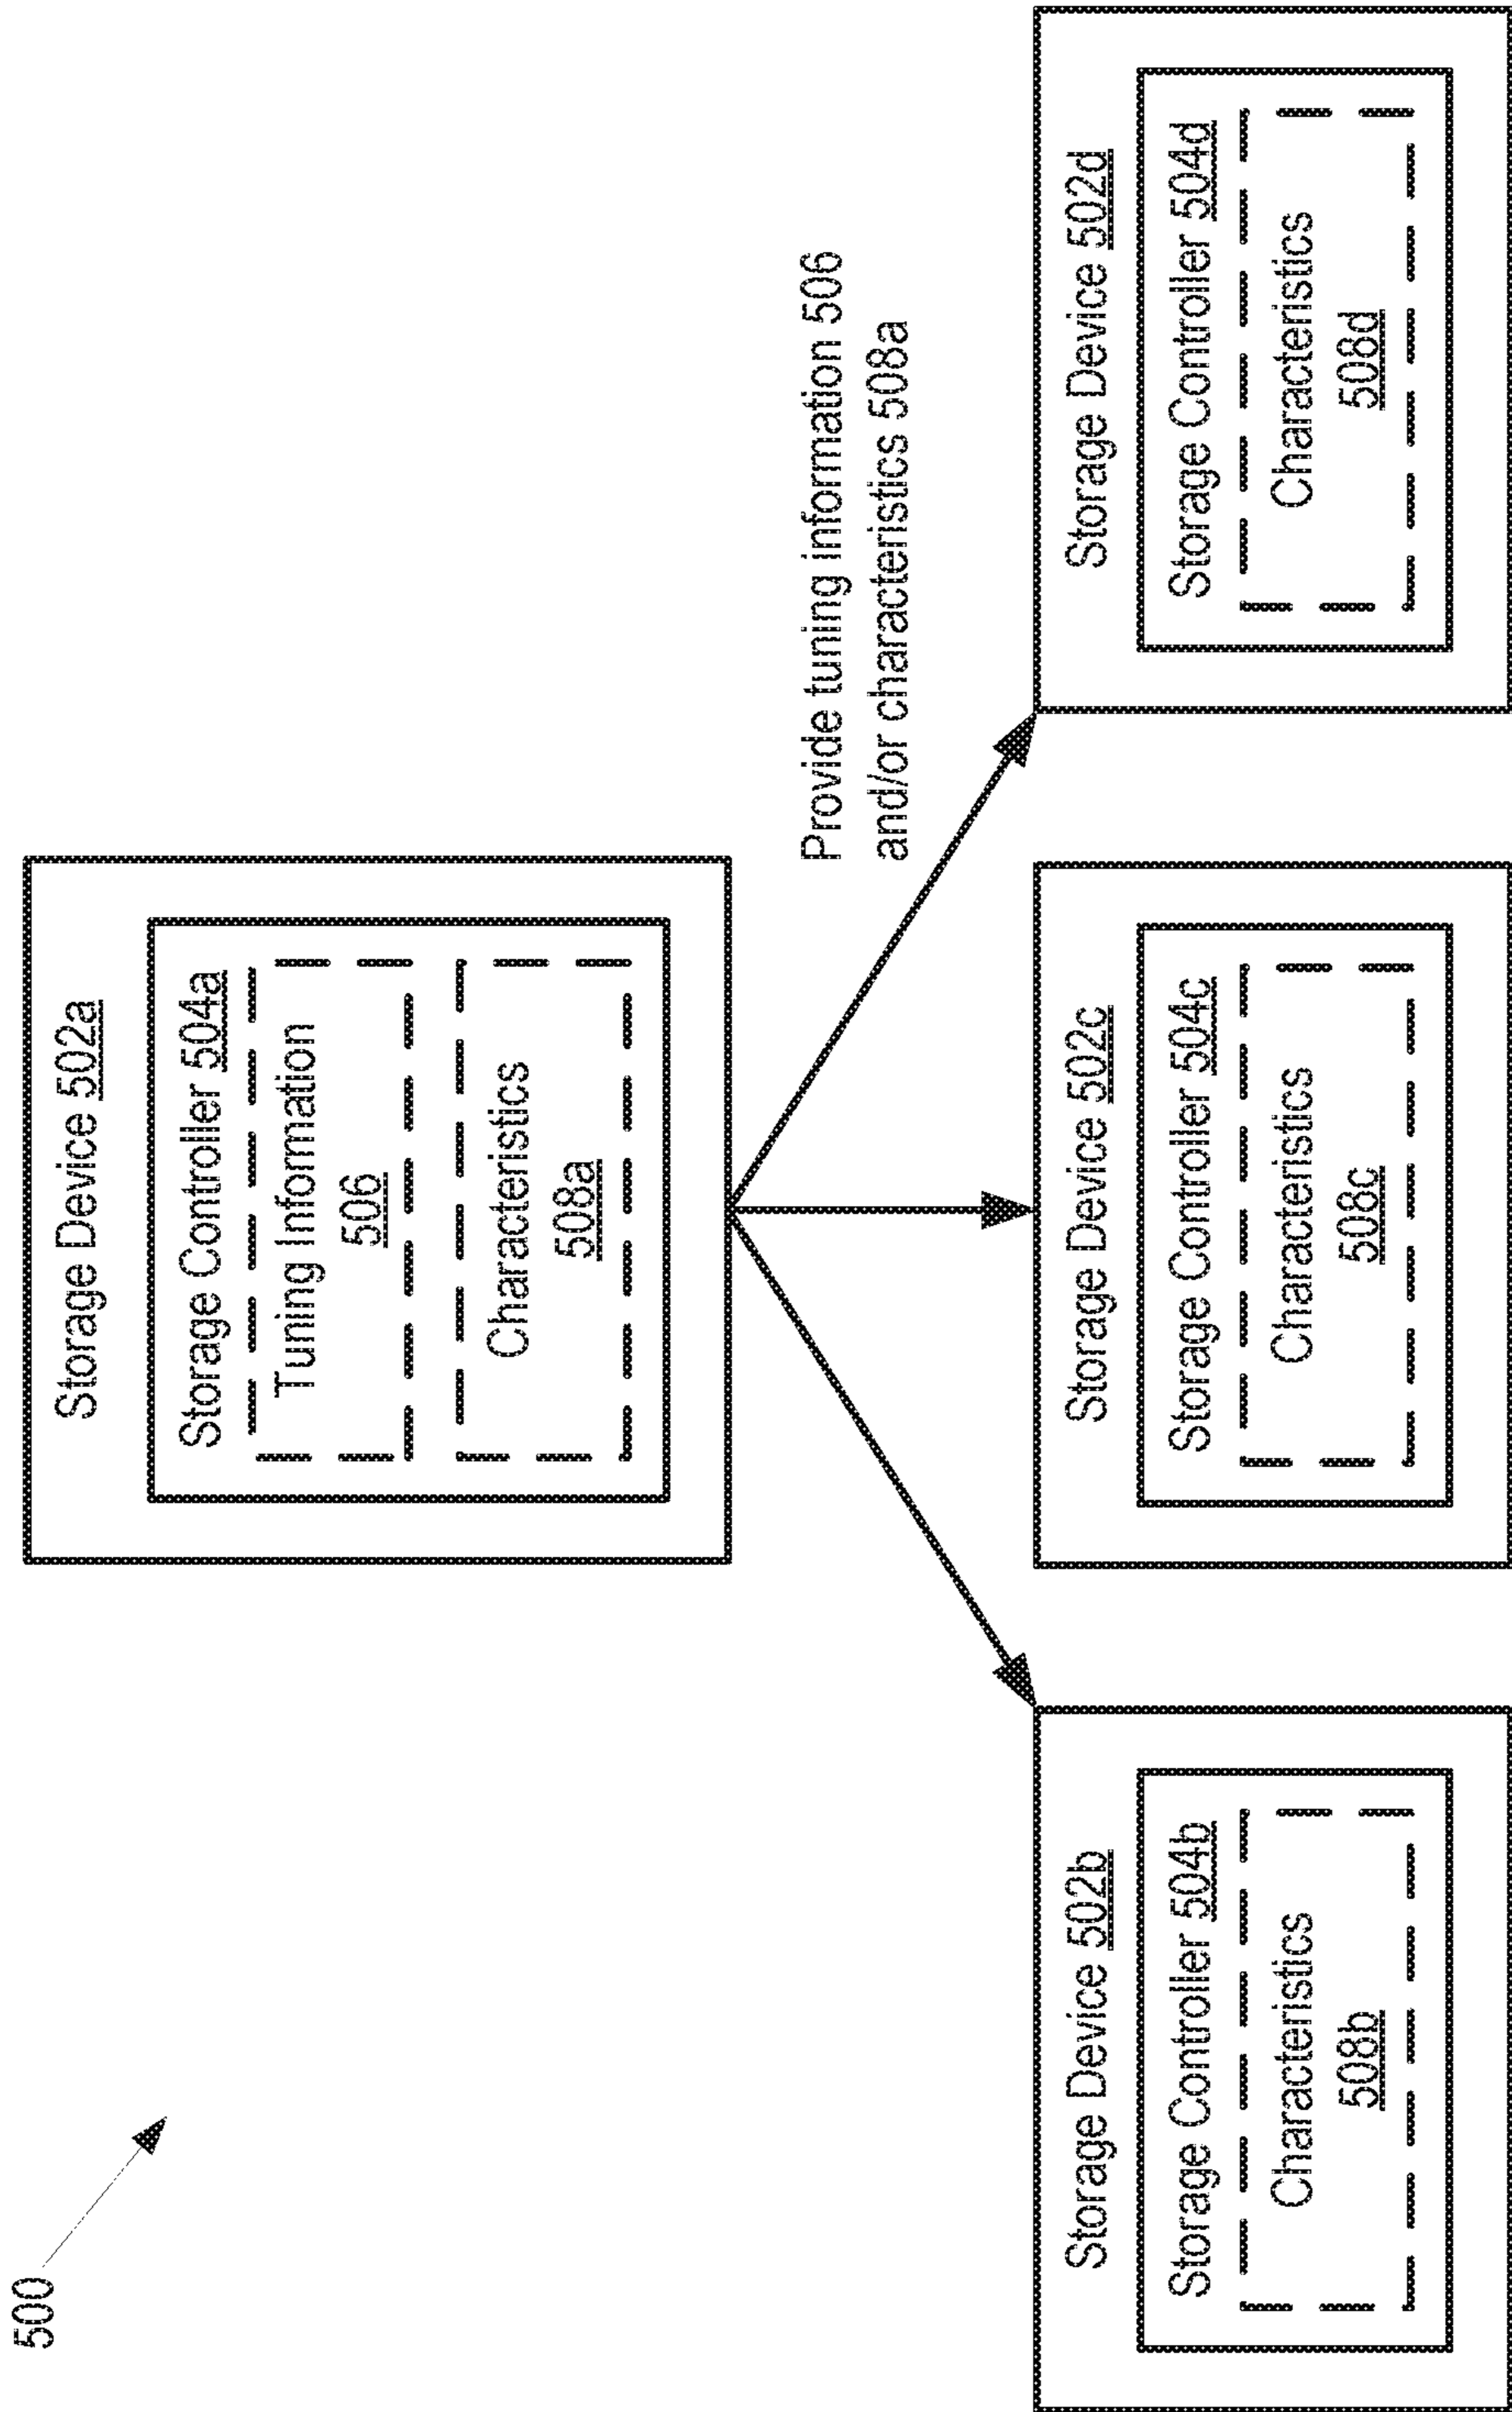 500
Storage Device 502a
Storage Controller 504a
Tuning Information
506
Characteristics
508a
Provide tuning information 506
and/or characteristics 508a
Storage Device 502b
Storage Controller 504b
Characteristics
508b
Storage Device 502c
Storage Controller 504c
Characteristics
508c
Storage Device 502d
Storage Controller 504d
Characteristics
508d